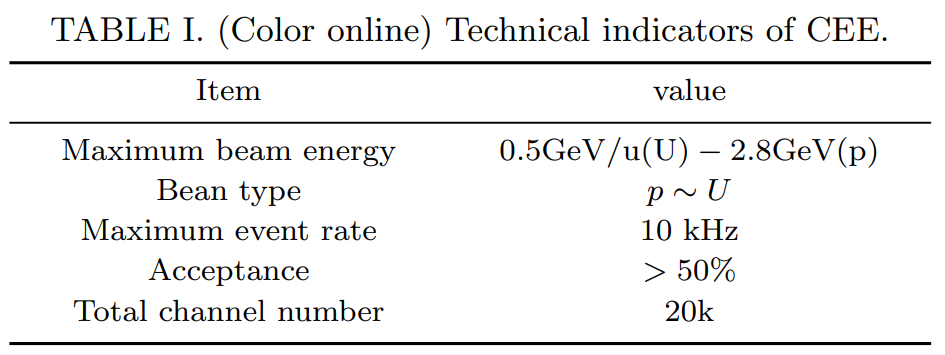 TABLE I. (Color online) Technical indicators of CEE.
Item value
Maximum beam energy 0.5GeV/u(U) − 2.8GeV(p)
Bean type p ∼ U
Maximum event rate 10 kHz
Acceptance > 50%
Total channel number 20k